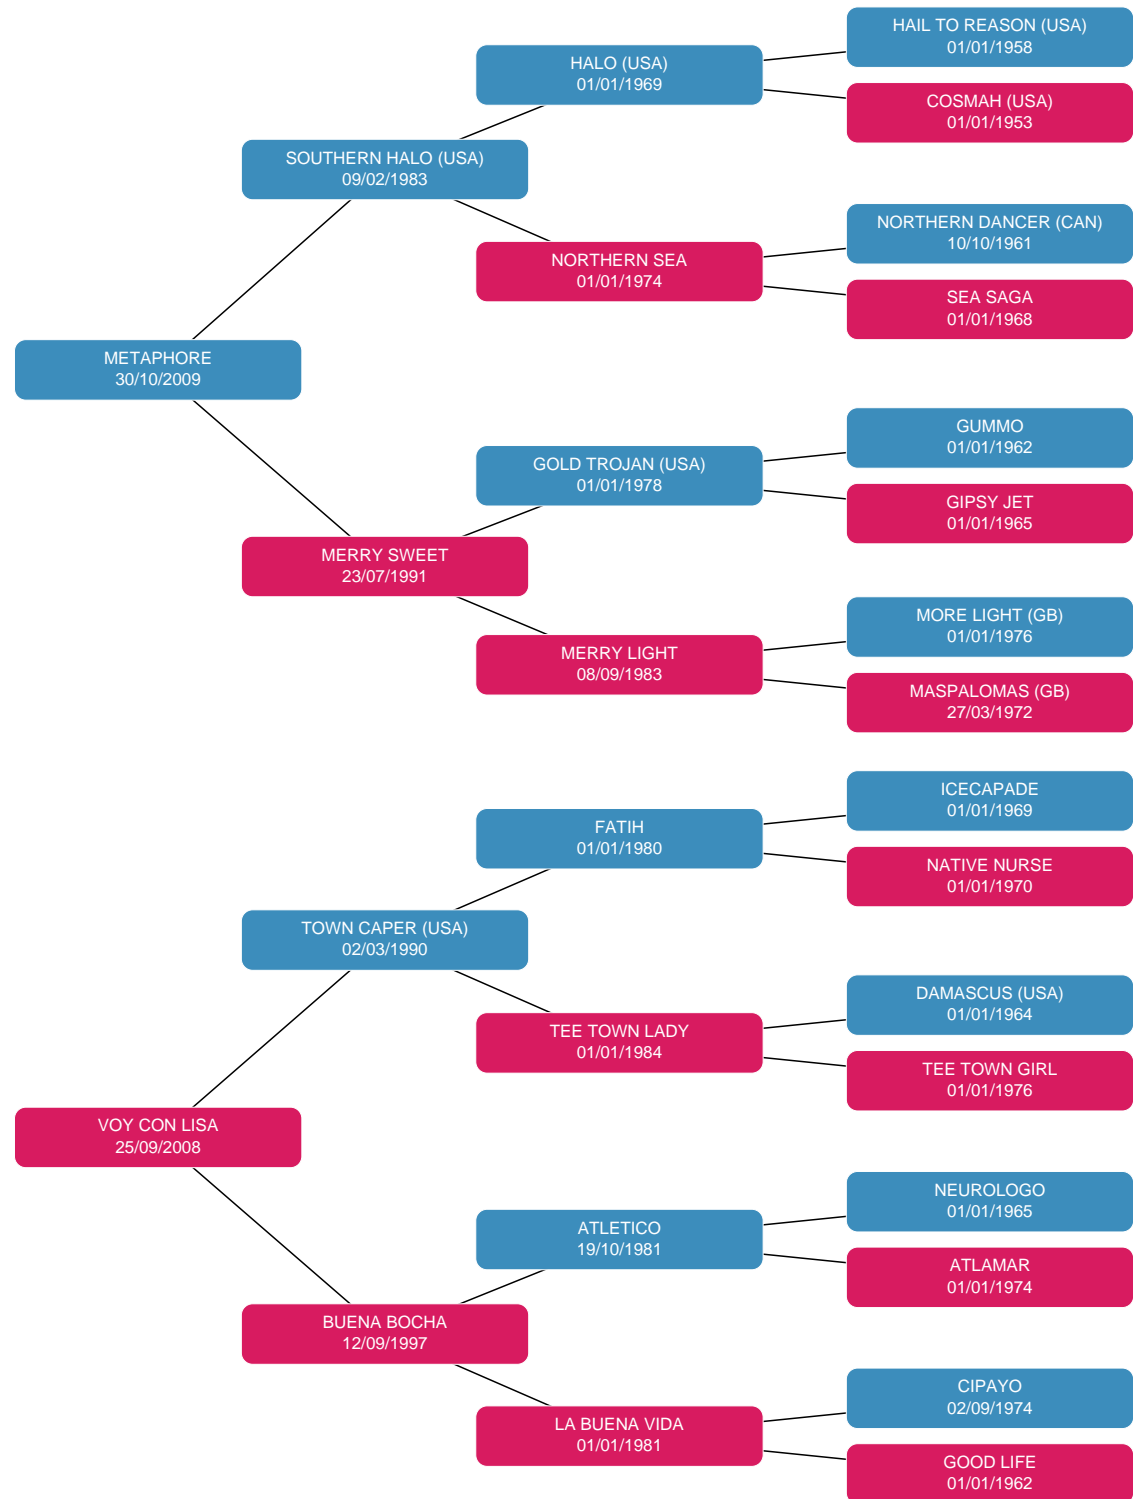 HAIL TO REASON (USA)
01/01/1958
HALO (USA)
01/01/1969
COSMAH (USA)
01/01/1953
SOUTHERN HALO (USA)
09/02/1983
NORTHERN DANCER (CAN)
10/10/1961
NORTHERN SEA
01/01/1974
SEA SAGA
01/01/1968
METAPHORE
30/10/2009
GUMMO
01/01/1962
GOLD TROJAN (USA)
01/01/1978
GIPSY JET
01/01/1965
MERRY SWEET
23/07/1991
MORE LIGHT (GB)
01/01/1976
MERRY LIGHT
08/09/1983
MASPALOMAS (GB)
27/03/1972
ICECAPADE
01/01/1969
FATIH
01/01/1980
NATIVE NURSE
01/01/1970
TOWN CAPER (USA)
02/03/1990
DAMASCUS (USA)
01/01/1964
TEE TOWN LADY
01/01/1984
TEE TOWN GIRL
01/01/1976
VOY CON LISA
25/09/2008
NEUROLOGO
01/01/1965
ATLETICO
19/10/1981
ATLAMAR
01/01/1974
BUENA BOCHA
12/09/1997
CIPAYO
02/09/1974
LA BUENA VIDA
01/01/1981
GOOD LIFE
01/01/1962